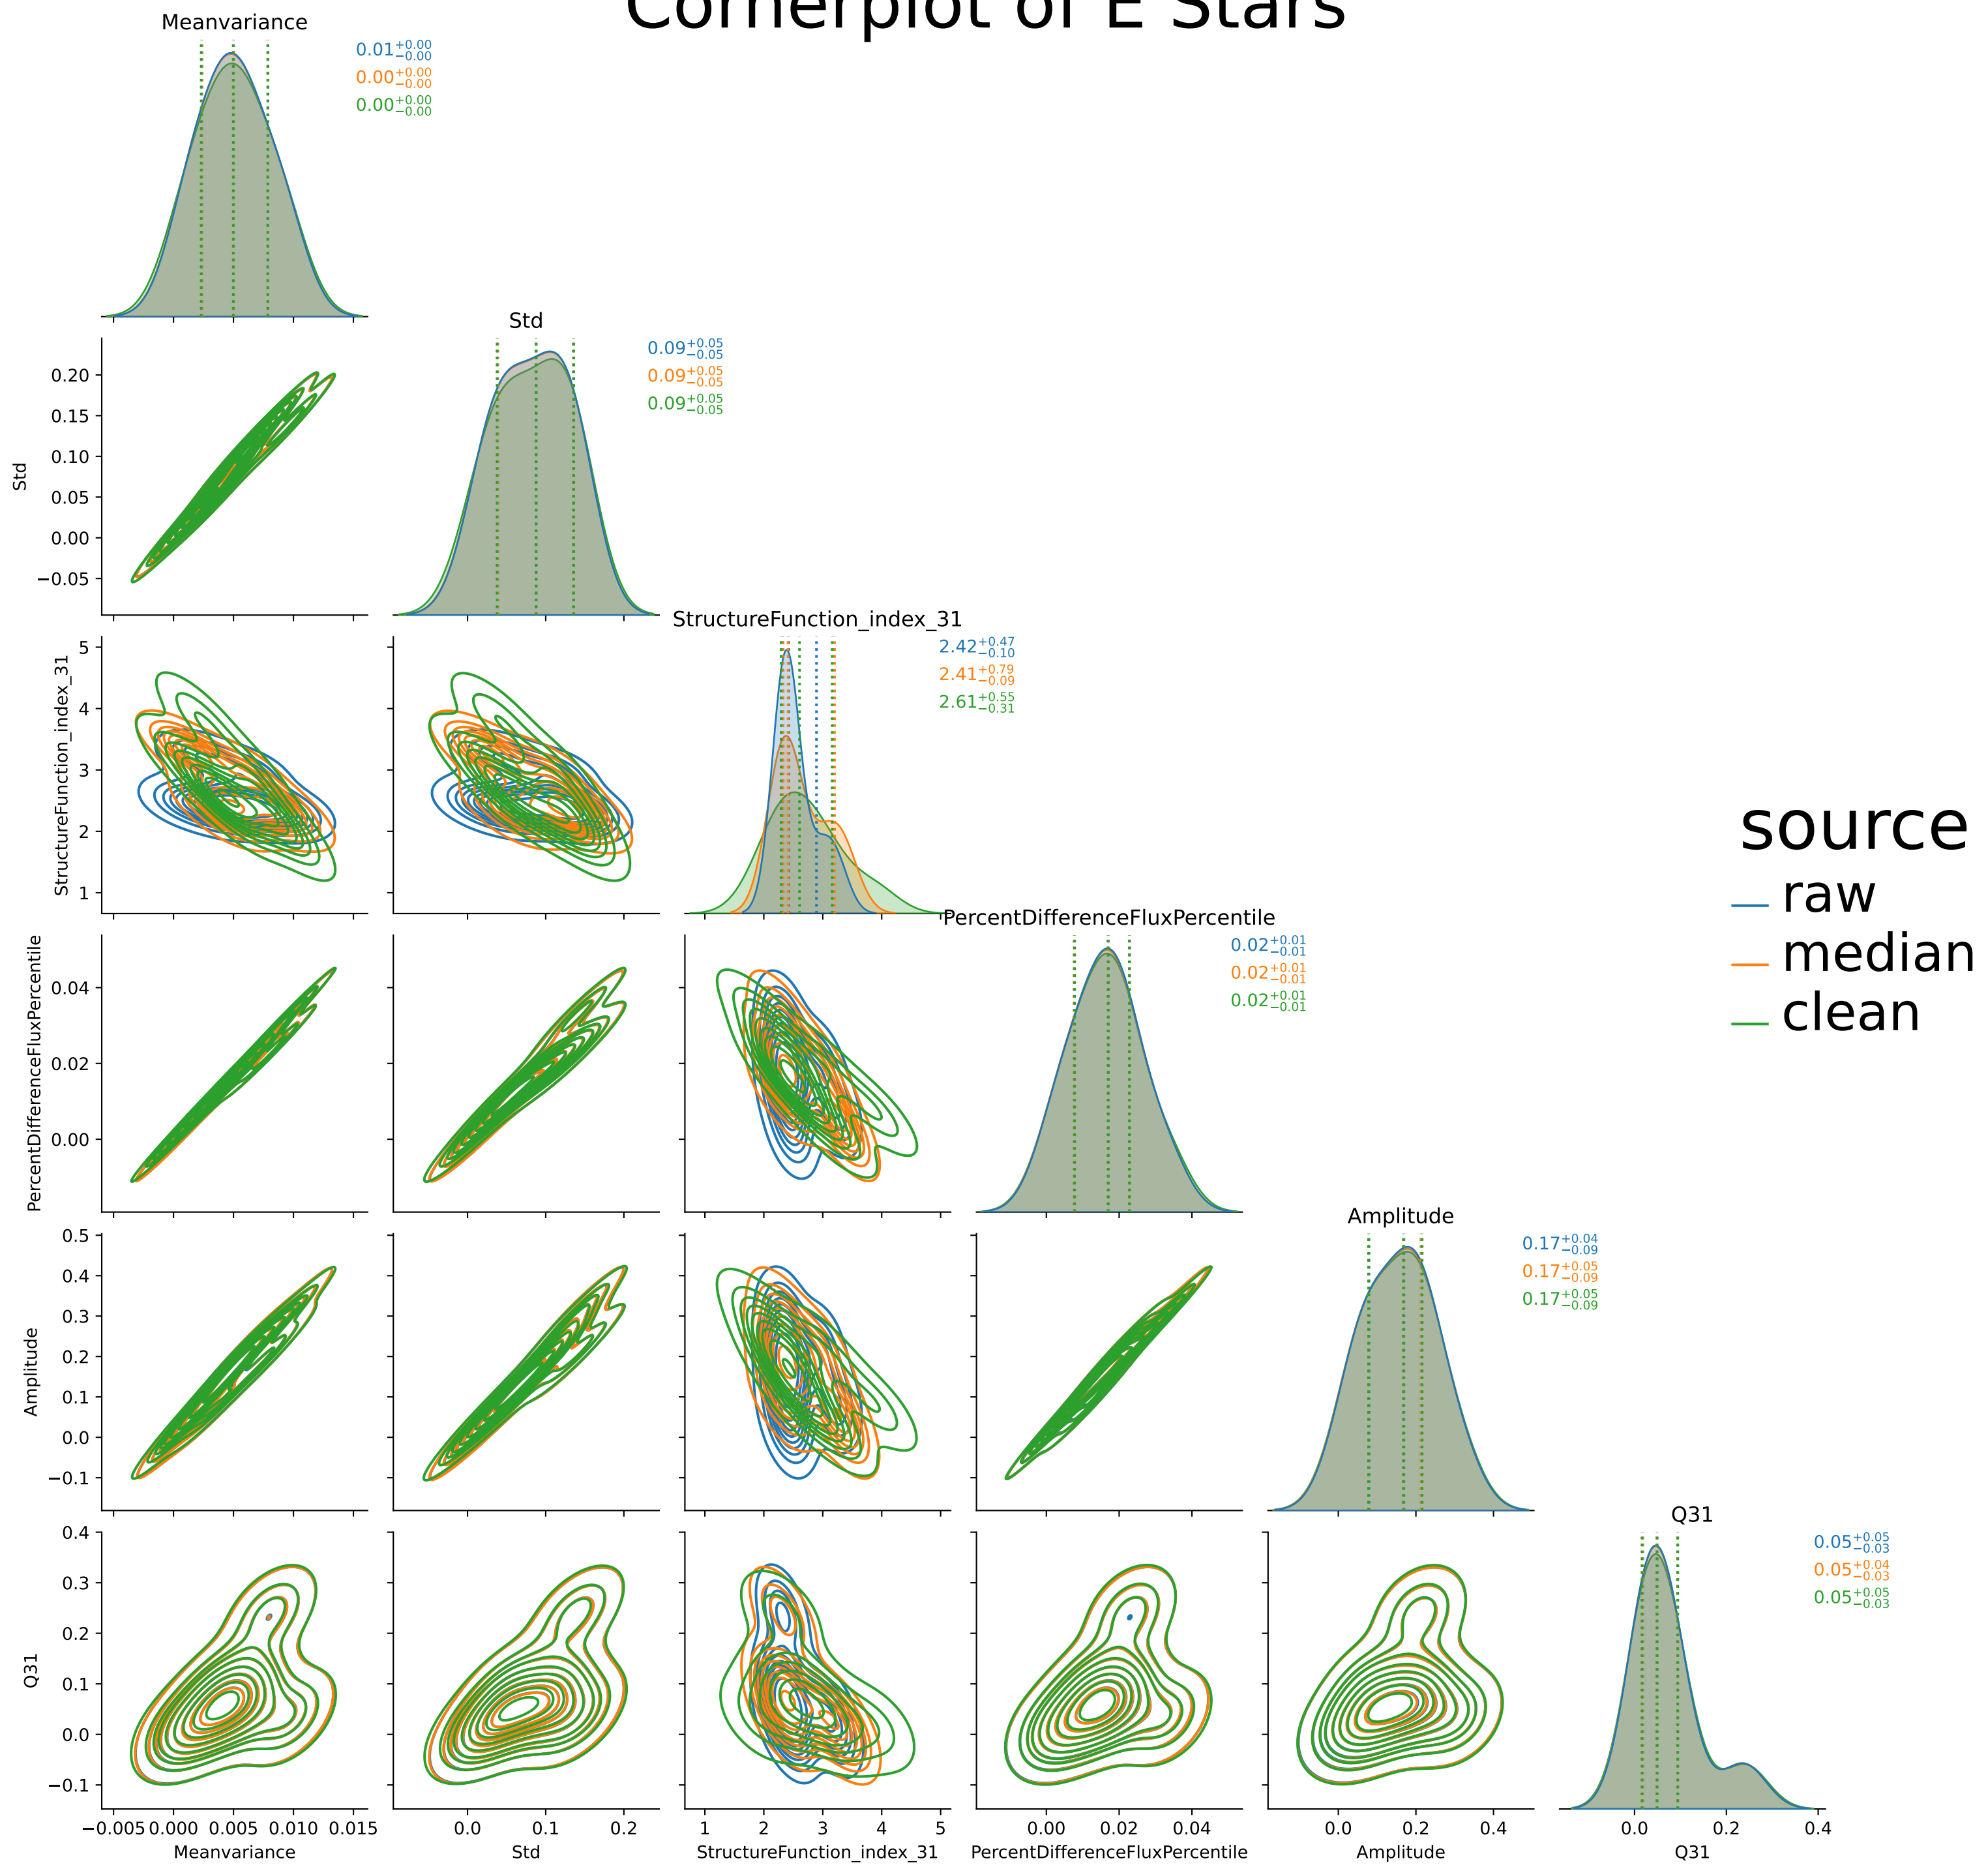 Cornerplot of E Stars
Meanvariance
0.01+0.00−0.00
0.00+0.00−0.00
0.00+0.00−0.00
Std
0.20
0.15
0.10
0.05
0.00
−0.05
Std
0.09+0.05−0.05
0.09+0.05−0.05
0.09+0.05−0.05
StructureFunction_index_31
5
4
3
2
1
StructureFunction_index_31
2.42+0.47−0.10
2.41+0.79−0.09
2.61+0.55−0.31
source
raw
median
clean
PercentDifferenceFluxPercentile
0.04
0.02
0.00
PercentDifferenceFluxPercentile
0.02+0.01−0.01
0.02+0.01−0.01
0.02+0.01−0.01
Amplitude
0.5
0.4
0.3
0.2
0.1
0.0
−0.1
Amplitude
0.17+0.04−0.09
0.17+0.05−0.09
0.17+0.05−0.09
Q31
0.4
0.3
0.2
0.1
0.0
−0.1
Q31
0.05+0.05−0.03
0.05+0.04−0.03
0.05+0.05−0.03
−0.005 0.000 0.005 0.010 0.015
Meanvariance
0.0 0.1 0.2
Std
1 2 3 4 5
StructureFunction_index_31
0.00 0.02 0.04
PercentDifferenceFluxPercentile
0.0 0.2 0.4
Amplitude
0.0 0.2 0.4
Q31